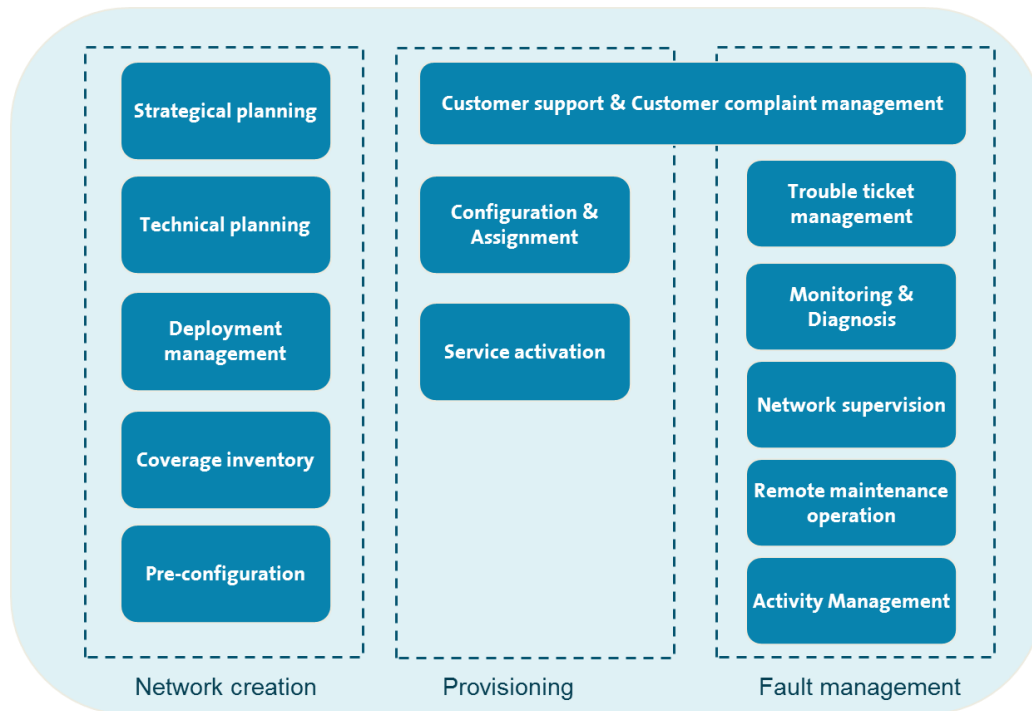 Strategical planning
Technical planning
Deployment
management
Coverage inventory
Pre-configuration
Network creation
Customer support & Customer complaint management
Configuration &
Assignment
Service activation
Provisioning
Trouble ticket
management
Monitoring &
Diagnosis
Network supervision
Remote maintenance
operation
Activity Management
Fault management